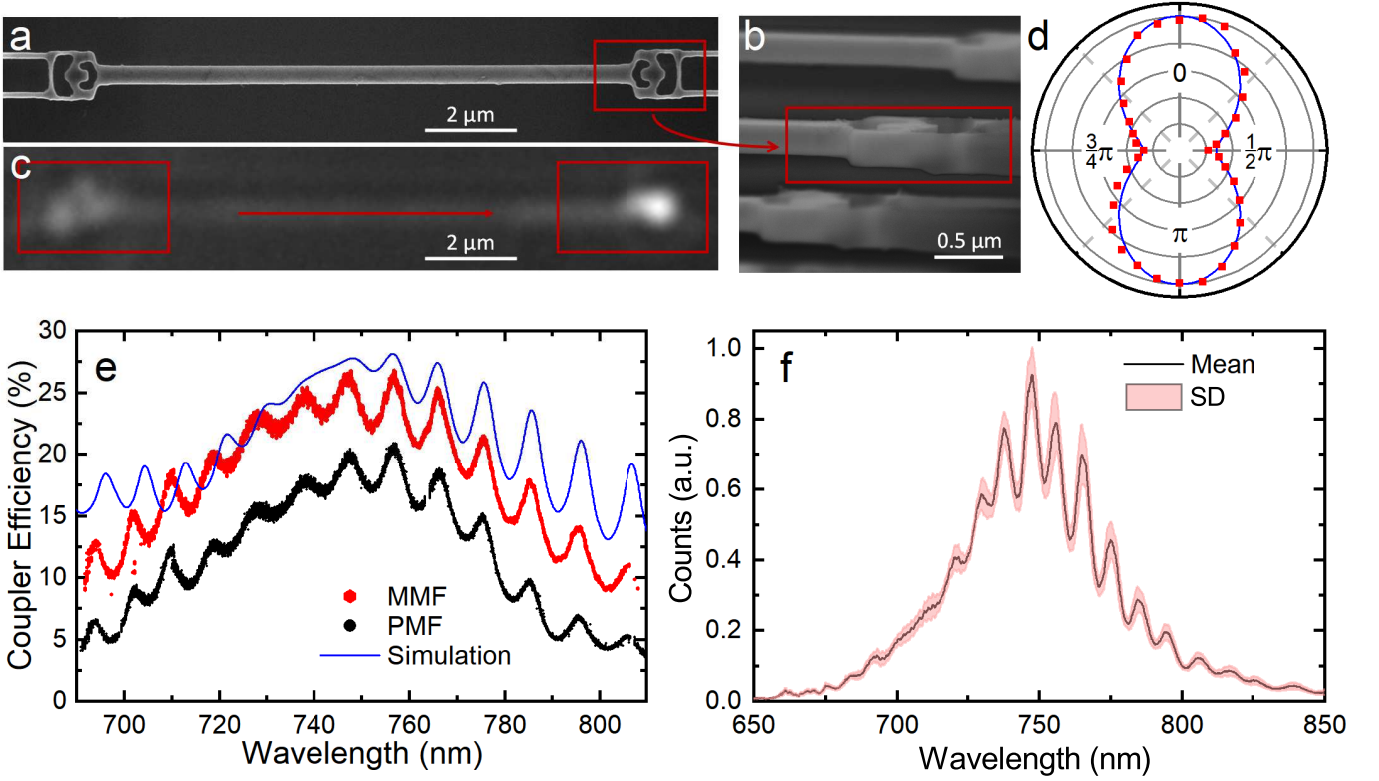 a
2 μm
b
0.5 μm
c
2 μm
d
0
3/4 π
1/2 π
π
e
30
25
20
15
10
5
0
Coupler Efficiency (%)
MMF
PMF
Simulation
700 720 740 760 780 800
Wavelength (nm)
f
Mean
SD
1.0
0.8
0.6
0.4
0.2
0.0
Counts (a.u.)
650 700 750 800 850
Wavelength (nm)